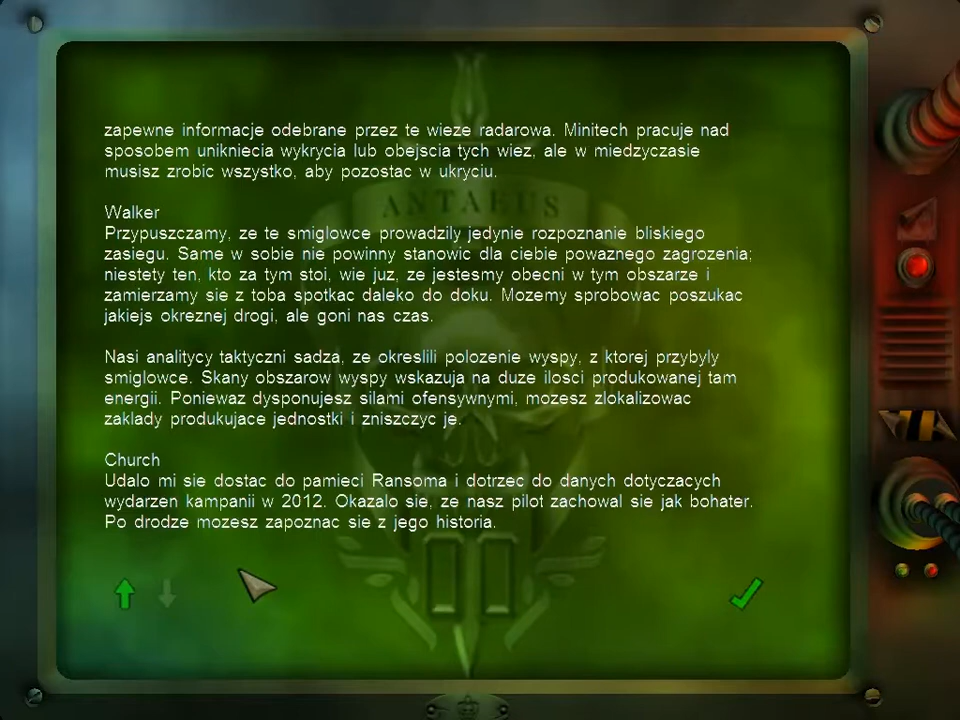 zapewne informacje odebrane przez te wieze radarowa. Minitech pracuje nad
sposobem unikniecia wykrycia lub obejscia tych wiez, ale w miedzyczasie
musisz zrobic wszystko, aby pozostac w ukryciu.
ANTAEUS
Walker
Przypuszczamy, ze te smiglowce prowadzily jedynie rozpoznanie bliskiego
zasiegu. Same w sobie nie powinny stanowic dla ciebie powaznego zagrozenia;
niestety ten, kto za tym stoi, wie juz, ze jestesmy obecni w tym obszarze i
zamierzamy sie z toba spotkac daleko do doku. Mozemy sprobowac poszukac
jakiejs okreznej drogi, ale goni nas czas.
Nasi analitycy taktyczni sadza, ze okreslili polozenie wyspy, z ktorej przybyly
smiglowce. Skany obszarow wyspy wskazuja na duze ilosci produkowanej tam
energii. Poniewaz dysponujesz silami ofensywnymi, mozesz zlokalizowac
zaklady produkujace jednostki i zniszczyc je.
Church
Udalo mi sie dostac do pamieci Ransoma i dotrzec do danych dotyczacych
wydarzen kampanii w 2012. Okazalo sie, ze nasz pilot zachowal sie jak bohater.
Po drodze mozesz zapoznac sie z jego historia.